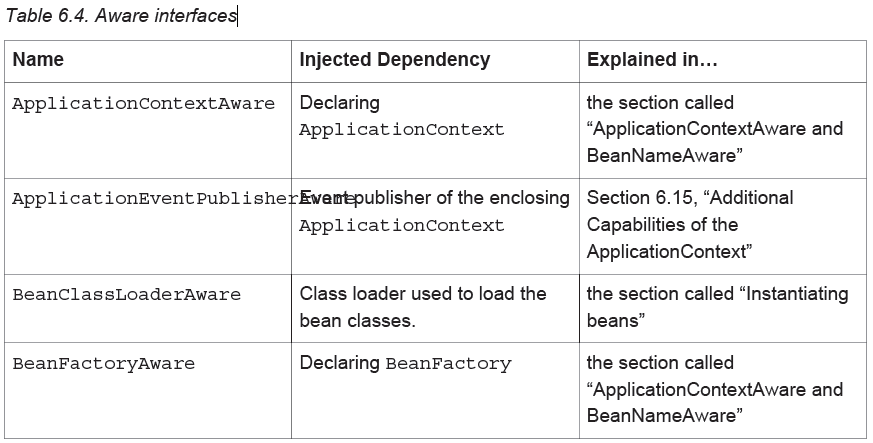 Table 6.4. Aware interfaces
Name Injected Dependency Explained in…
ApplicationContextAware Declaring the section called
ApplicationContext “ApplicationContextAware and
BeanNameAware”
ApplicationEventPublisherAware Event publisher of the enclosing Section 6.15, “Additional
ApplicationContext Capabilities of the
ApplicationContext”
BeanClassLoaderAware Class loader used to load the the section called “Instantiating
bean classes. beans”
BeanFactoryAware Declaring BeanFactory the section called
“ApplicationContextAware and
BeanNameAware”